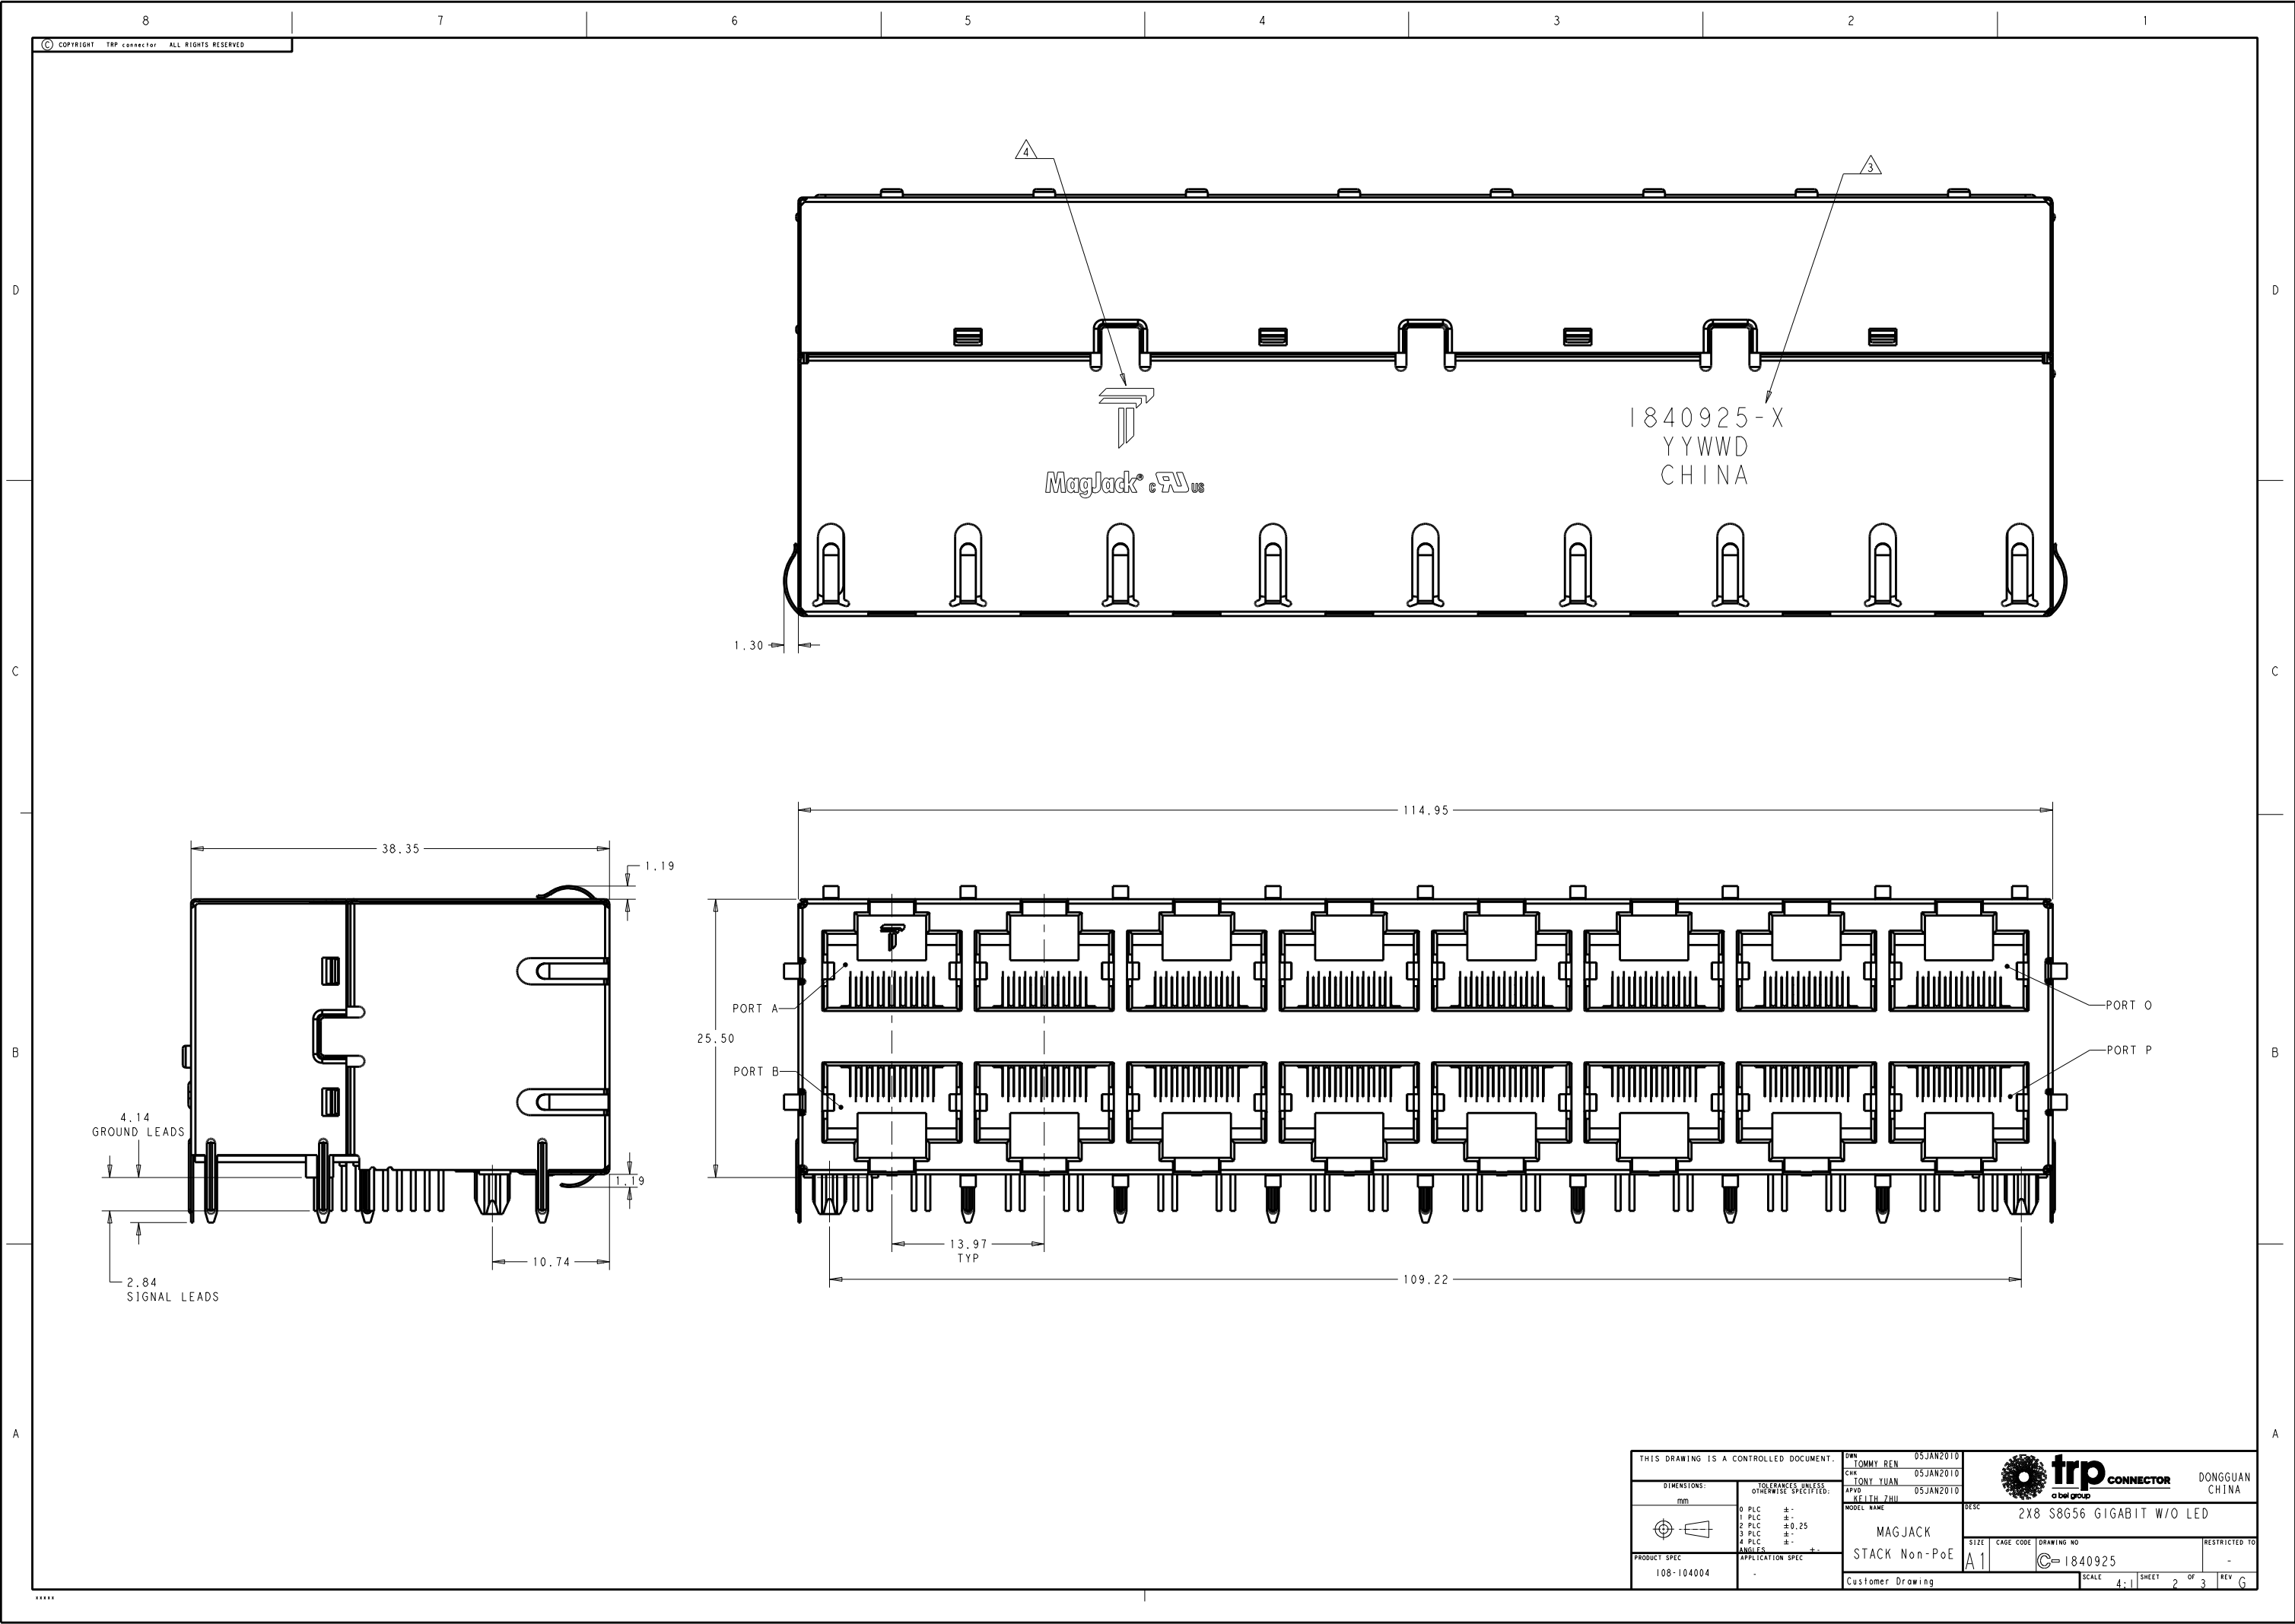 8 7 6 5 4 3 2 1
© COPYRIGHT TRP connector ALL RIGHTS RESERVED
4
3
D D
1840925-X
YYWWD
CHINA
MagJack® c RU US
1.30
C C
114.95
38.35
1.19
PORT A
PORT O
25.50
PORT B
PORT P
B B
4.14
GROUND LEADS
1.19
13.97
TYP
10.74
109.22
2.84
SIGNAL LEADS
A A
THIS DRAWING IS A CONTROLLED DOCUMENT.
DIMENSIONS:
mm
TOLERANCES UNLESS
OTHERWISE SPECIFIED:
0 PLC ±-
1 PLC ±-
2 PLC ±0.25
3 PLC ±-
4 PLC ±-
ANGLES ±-
PRODUCT SPEC
108-104004
APPLICATION SPEC
-
DWN 05JAN2010
TOMMY REN
CHK 05JAN2010
TONY YUAN
APVD 05JAN2010
KEITH ZHU
MODEL NAME
MAGJACK
STACK Non-PoE
Customer Drawing
trp CONNECTOR
a bel group
DONGGUAN
CHINA
DESC
2X8 S8G56 GIGABIT W/O LED
SIZE
A1
CAGE CODE
DRAWING NO
C-1840925
RESTRICTED TO
-
SCALE 4:1 SHEET 2 OF 3 REV G